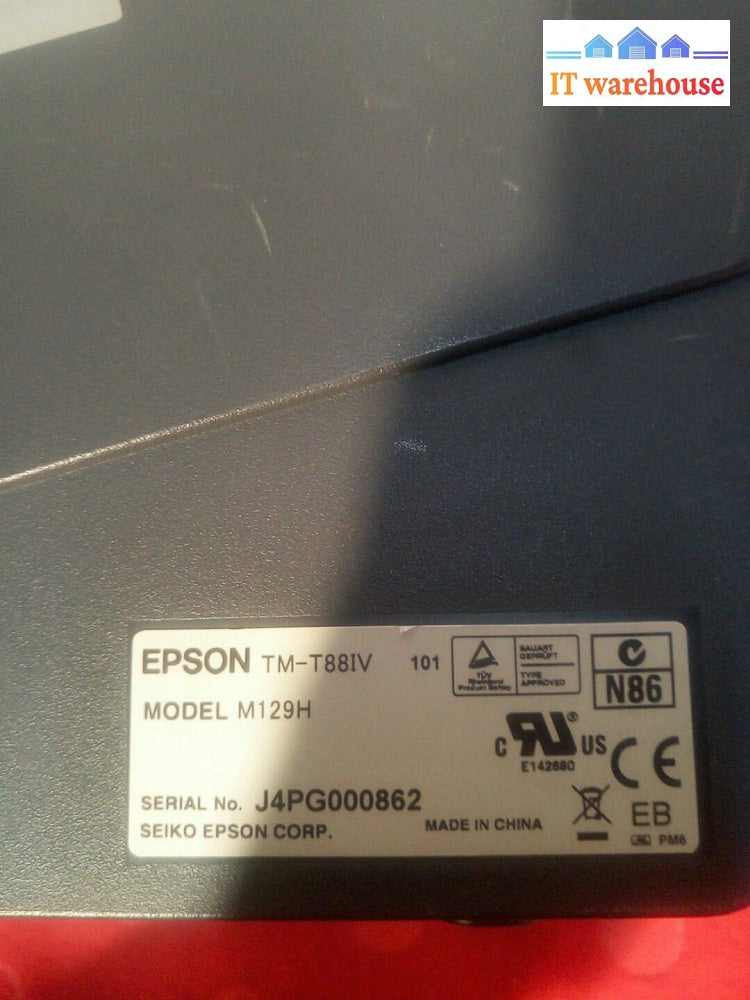 IT warehouse
EPSON TM-T88IV 101
TÜV
Rheinland
Product Safety
BAUART
GEPRÜFT
TYPE
APPROVED
N86
MODEL M129H
C RU® US
E142680
CE
SERIAL No. J4PG000862
SEIKO EPSON CORP.
MADE IN CHINA
EB
PM6